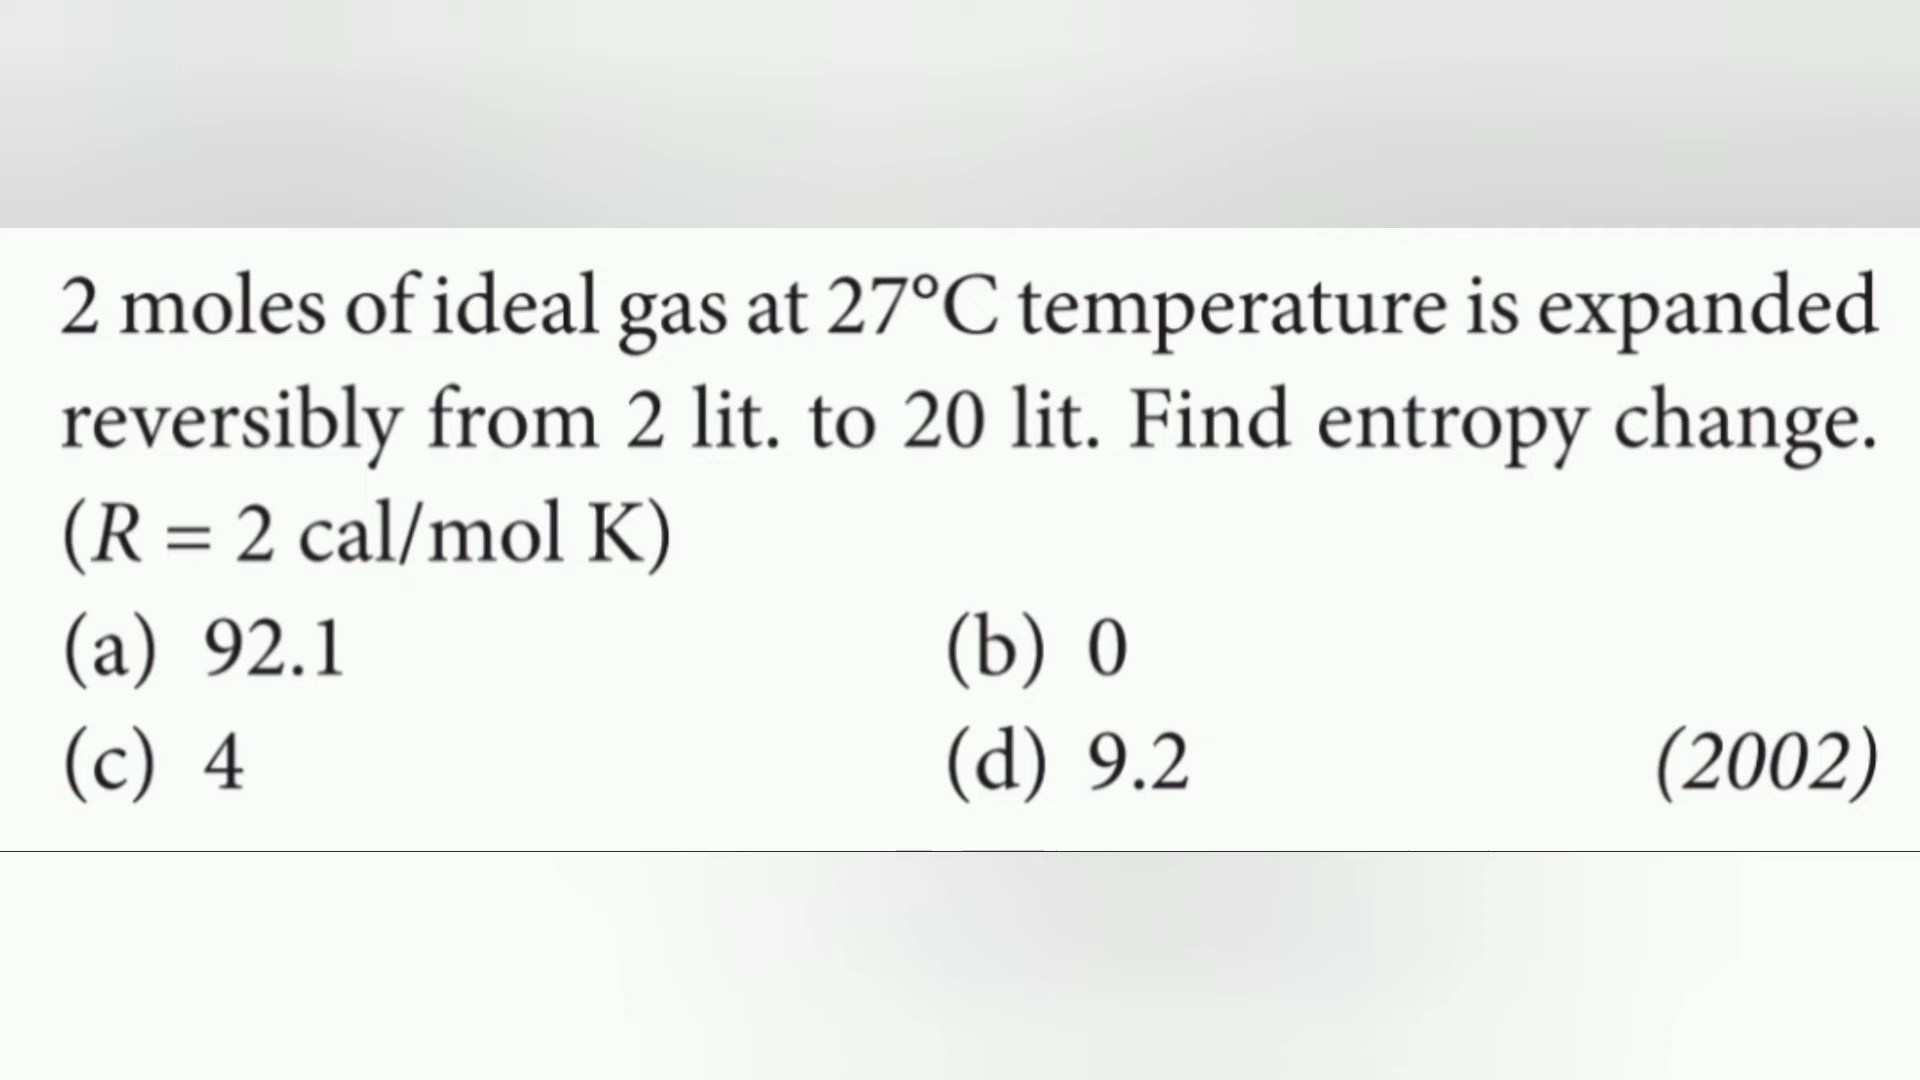 2 moles of ideal gas at 27°C temperature is expanded
reversibly from 2 lit. to 20 lit. Find entropy change.
(R = 2 cal/mol K)
(a) 92.1 (b) 0
(c) 4 (d) 9.2 (2002)